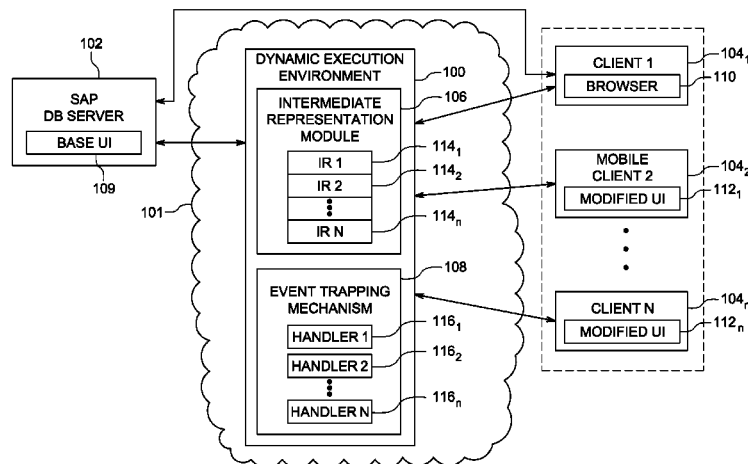 102
SAP
DB SERVER
BASE UI
109
101
DYNAMIC EXECUTION
ENVIRONMENT
100
INTERMEDIATE
REPRESENTATION
MODULE
106
IR 1
114₁
IR 2
114₂
IR N
114ₙ
108
EVENT TRAPPING
MECHANISM
HANDLER 1
116₁
HANDLER 2
116₂
HANDLER N
116ₙ
CLIENT 1
104₁
BROWSER
110
MOBILE
CLIENT 2
104₂
MODIFIED UI
112₁
CLIENT N
104ₙ
MODIFIED UI
112ₙ